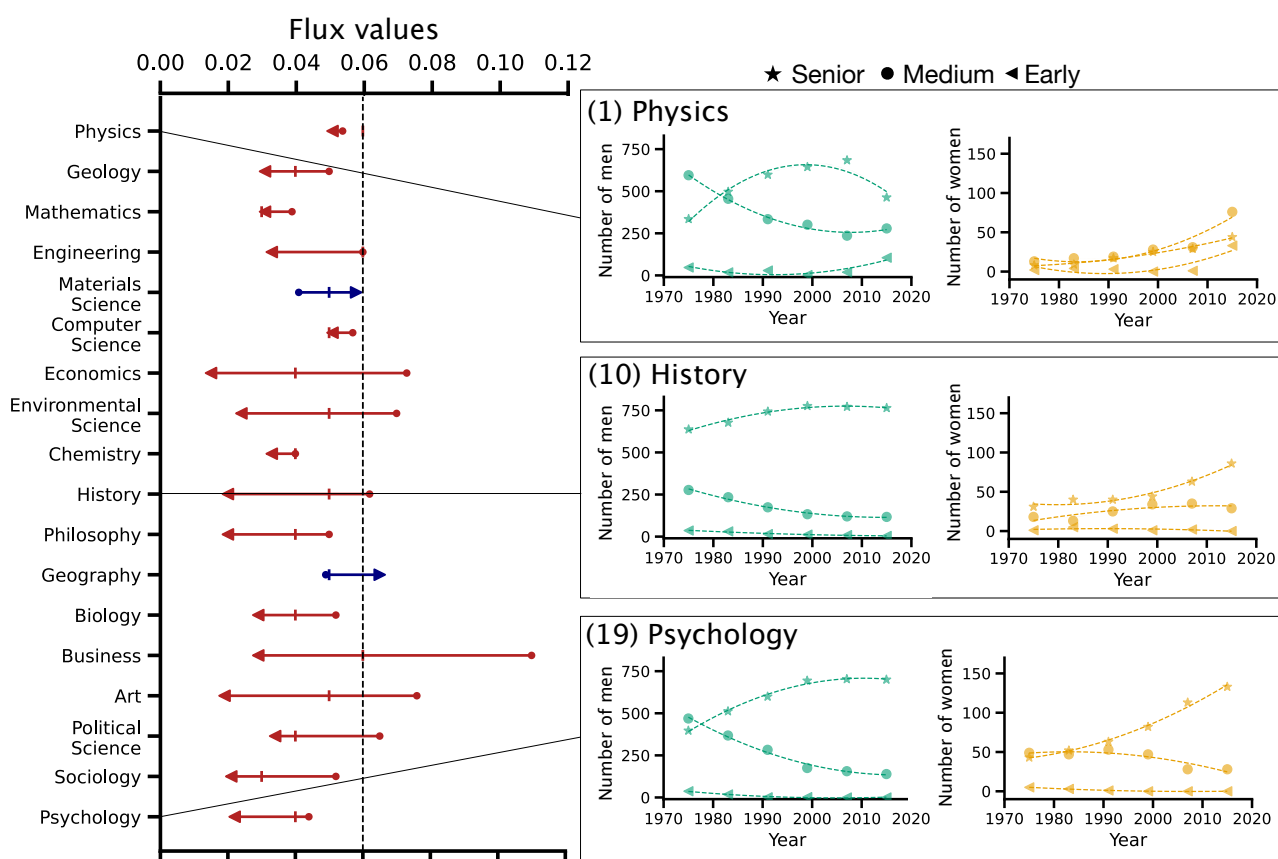 Flux values
0.00 0.02 0.04 0.06 0.08 0.10 0.12
Physics
Geology
Mathematics
Engineering
Materials
Science
Computer
Science
Economics
Environmental
Science
Chemistry
History
Philosophy
Geography
Biology
Business
Art
Political
Science
Sociology
Psychology
Senior Medium Early
(1) Physics
Number of men
750
500
250
0
1970 1980 1990 2000 2010 2020
Year
Number of women
150
100
50
0
1970 1980 1990 2000 2010 2020
Year
(10) History
Number of men
750
500
250
0
1970 1980 1990 2000 2010 2020
Year
Number of women
150
100
50
0
1970 1980 1990 2000 2010 2020
Year
(19) Psychology
Number of men
750
500
250
0
1970 1980 1990 2000 2010 2020
Year
Number of women
150
100
50
0
1970 1980 1990 2000 2010 2020
Year